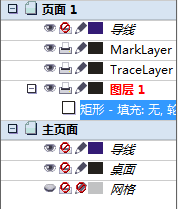 页面 1
导线
MarkLayer
TraceLayer
图层 1
矩形 - 填充: 无, 轮
主页面
导线
桌面
网格